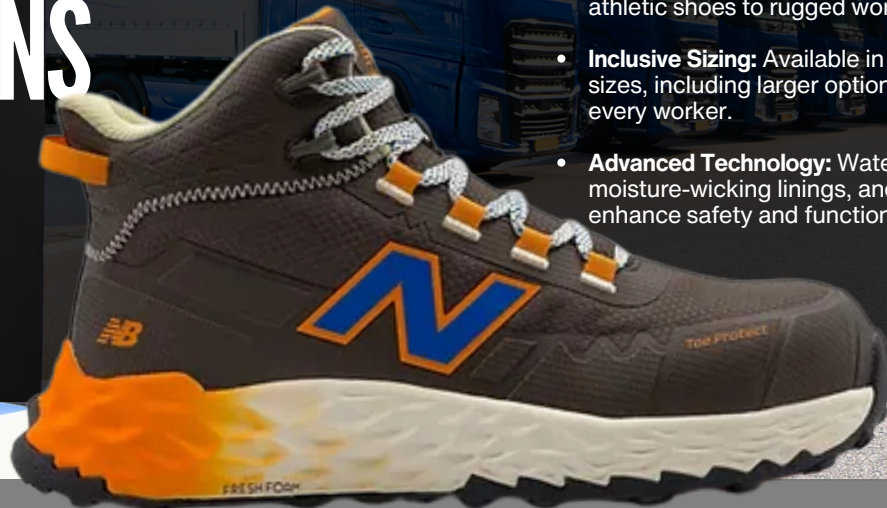 NS
athletic shoes to rugged wor
• Inclusive Sizing: Available in
sizes, including larger option
every worker.
• Advanced Technology: Wate
moisture-wicking linings, and
enhance safety and function
N
NB
Toe Protect
FRESH FOAM